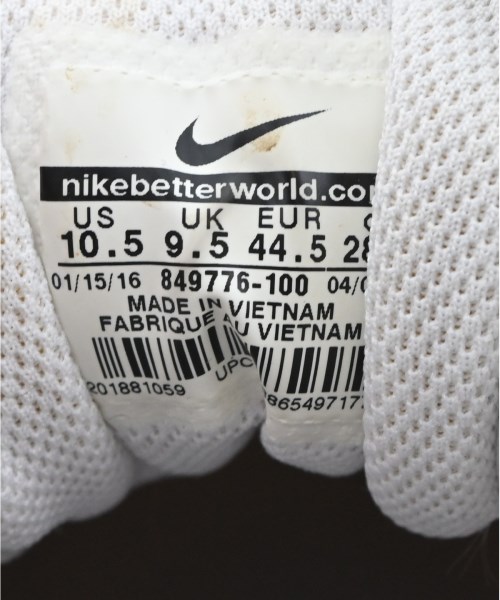 nikebetterworld.co
US UK EUR
10.5 9.5 44.5 28
01/15/16 849776-100 04/0
MADE IN VIETNAM
FABRIQUE U VIETNAM
UPC
201881059
86549717